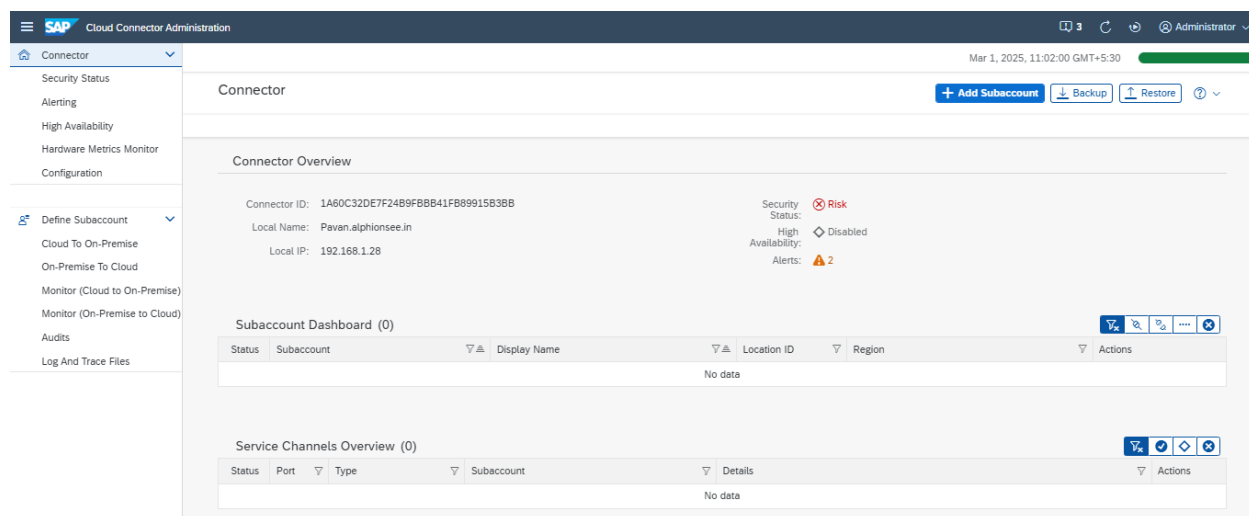 SAP Cloud Connector Administration 3 Administrator
Connector
Security Status
Alerting
High Availability
Hardware Metrics Monitor
Configuration
Define Subaccount
Cloud To On-Premise
On-Premise To Cloud
Monitor (Cloud to On-Premise)
Monitor (On-Premise to Cloud)
Audits
Log And Trace Files
Mar 1, 2025, 11:02:00 GMT+5:30
Connector
Add Subaccount Backup Restore
Connector Overview
Connector ID: 1A60C32DE7F24B9FBBB41FB89915B3BB
Local Name: Pavan.alphionsee.in
Local IP: 192.168.1.28
Security Status: Risk
High Availability: Disabled
Alerts: 2
Subaccount Dashboard (0)
Status Subaccount Display Name Location ID Region Actions
No data
Service Channels Overview (0)
Status Port Type Subaccount Details Actions
No data